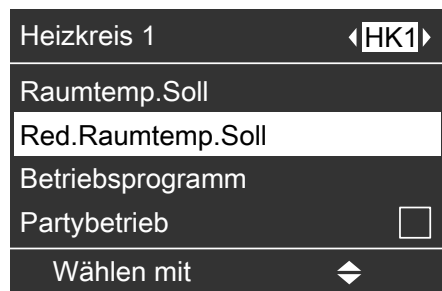 Heizkreis 1 HK1
Raumtemp.Soll
Red.Raumtemp.Soll
Betriebsprogramm
Partybetrieb
Wählen mit